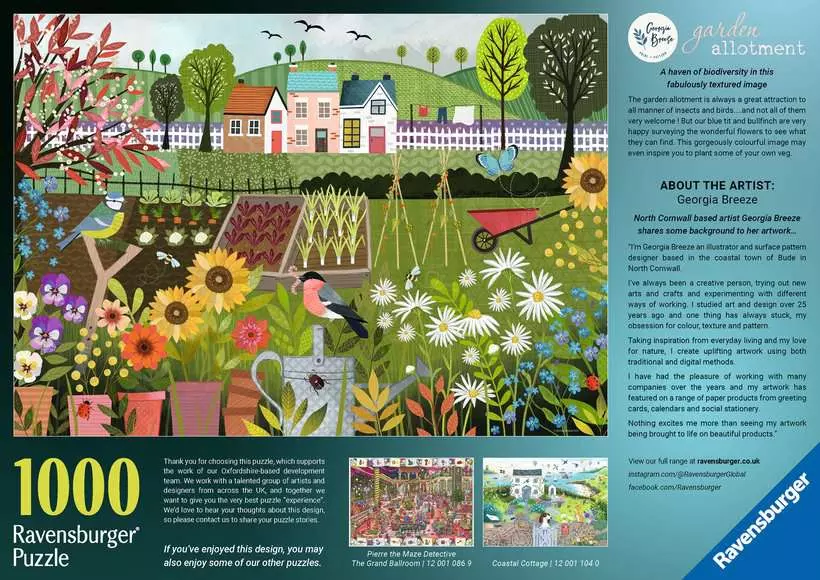 Georgia
Breeze
PRINT + PATTERN
garden
allotment
A haven of biodiversity in this
fabulously textured image
The garden allotment is always a great attraction to
all manner of insects and birds....and not all of them
very welcome ! But our blue tit and bullfinch are very
happy surveying the wonderful flowers to see what
they can find. This gorgeously colourful image may
even inspire you to plant some of your own veg.
ABOUT THE ARTIST:
Georgia Breeze
North Cornwall based artist Georgia Breeze
shares some background to her artwork...
"I'm Georgia Breeze an illustrator and surface pattern
designer based in the coastal town of Bude in
North Cornwall.
I've always been a creative person, trying out new
arts and crafts and experimenting with different
ways of working. I studied art and design over 25
years ago and one thing has always stuck, my
obsession for colour, texture and pattern.
Taking inspiration from everyday living and my love
for nature, I create uplifting artwork using both
traditional and digital methods.
I have had the pleasure of working with many
companies over the years and my artwork has
featured on a range of paper products from greeting
cards, calendars and social stationery.
Nothing excites me more than seeing my artwork
being brought to life on beautiful products."
View our full range at ravensburger.co.uk
instagram.com/@RavensburgerGlobal
facebook.com/Ravensburger
Ravensburger
1000
Ravensburger®
Puzzle
Thank you for choosing this puzzle, which supports
the work of our Oxfordshire-based development
team. We work with a talented group of artists and
designers from across the UK, and together we
want to give you the very best puzzle "experience".
We'd love to hear your thoughts about this design,
so please contact us to share your puzzle stories.
If you've enjoyed this design, you may
also enjoy some of our other puzzles.
Pierre the Maze Detective
The Grand Ballroom | 12 001 086 9
Coastal Cottage | 12 001 104 0